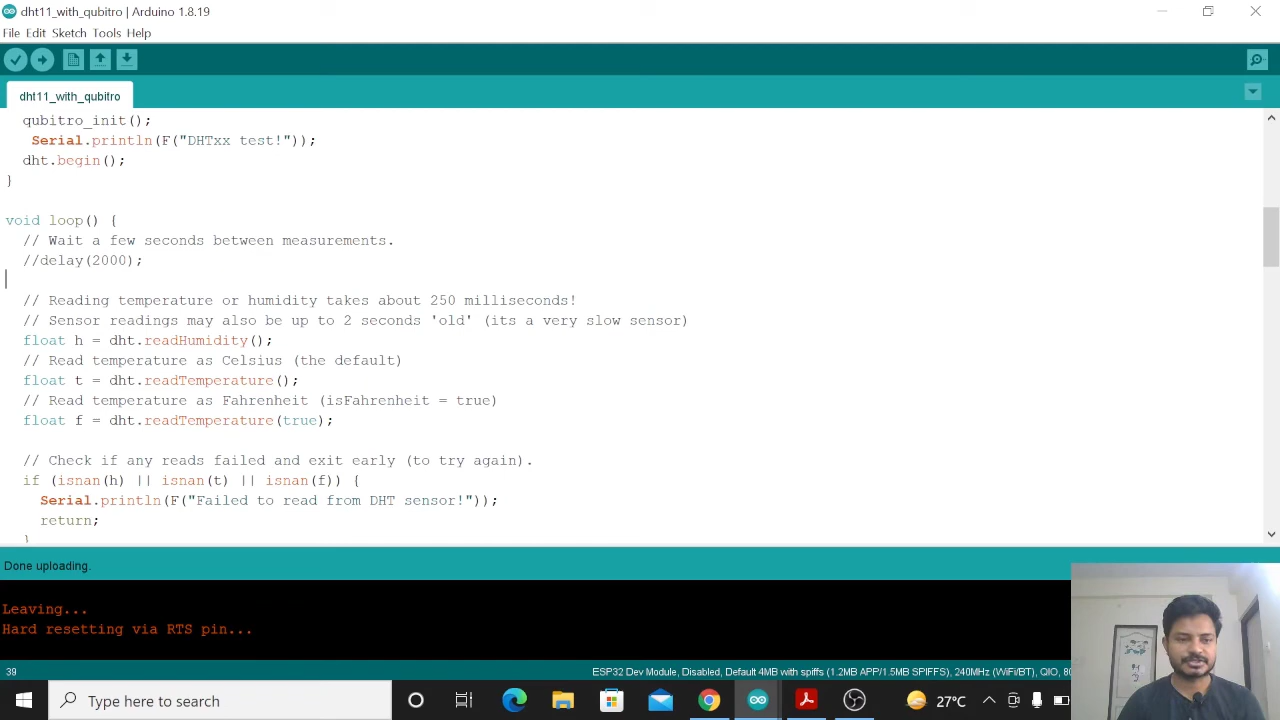 dht11_with_qubitro | Arduino 1.8.19
File Edit Sketch Tools Help
dht11_with_qubitro
qubitro_init();
Serial.println(F("DHTxx test!"));
dht.begin();
}
void loop() {
// Wait a few seconds between measurements.
//delay(2000);
// Reading temperature or humidity takes about 250 milliseconds!
// Sensor readings may also be up to 2 seconds 'old' (its a very slow sensor)
float h = dht.readHumidity();
// Read temperature as Celsius (the default)
float t = dht.readTemperature();
// Read temperature as Fahrenheit (isFahrenheit = true)
float f = dht.readTemperature(true);
// Check if any reads failed and exit early (to try again).
if (isnan(h) || isnan(t) || isnan(f)) {
Serial.println(F("Failed to read from DHT sensor!"));
return;
}
Done uploading.
Leaving...
Hard resetting via RTS pin...
39
ESP32 Dev Module, Disabled, Default 4MB with spiffs (1.2MB APP/1.5MB SPIFFS), 240MHz (WiFi/BT), QIO, 80
Type here to search
27°C